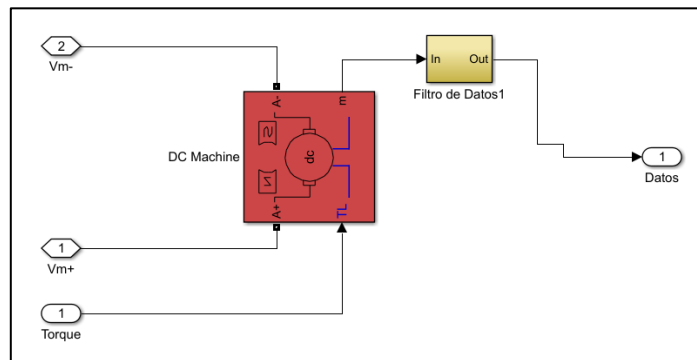 2
Vm-
In
Out
Filtro de Datos1
A-
m
S
DC Machine
dc
N
A+
TL
1
Datos
1
Vm+
1
Torque